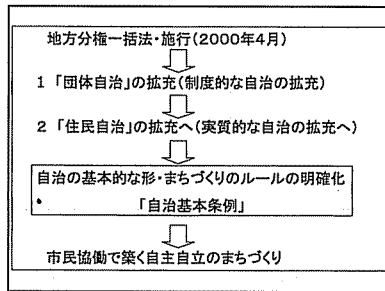 地方分権一括法・施行(2000年4月)
1 「団体自治」の拡充(制度的な自治の拡充)
2 「住民自治」の拡充へ(実質的な自治の拡充へ)
自治の基本的な形・まちづくりのルールの明確化
「自治基本条例」
市民協働で築く自主自立のまちづくり